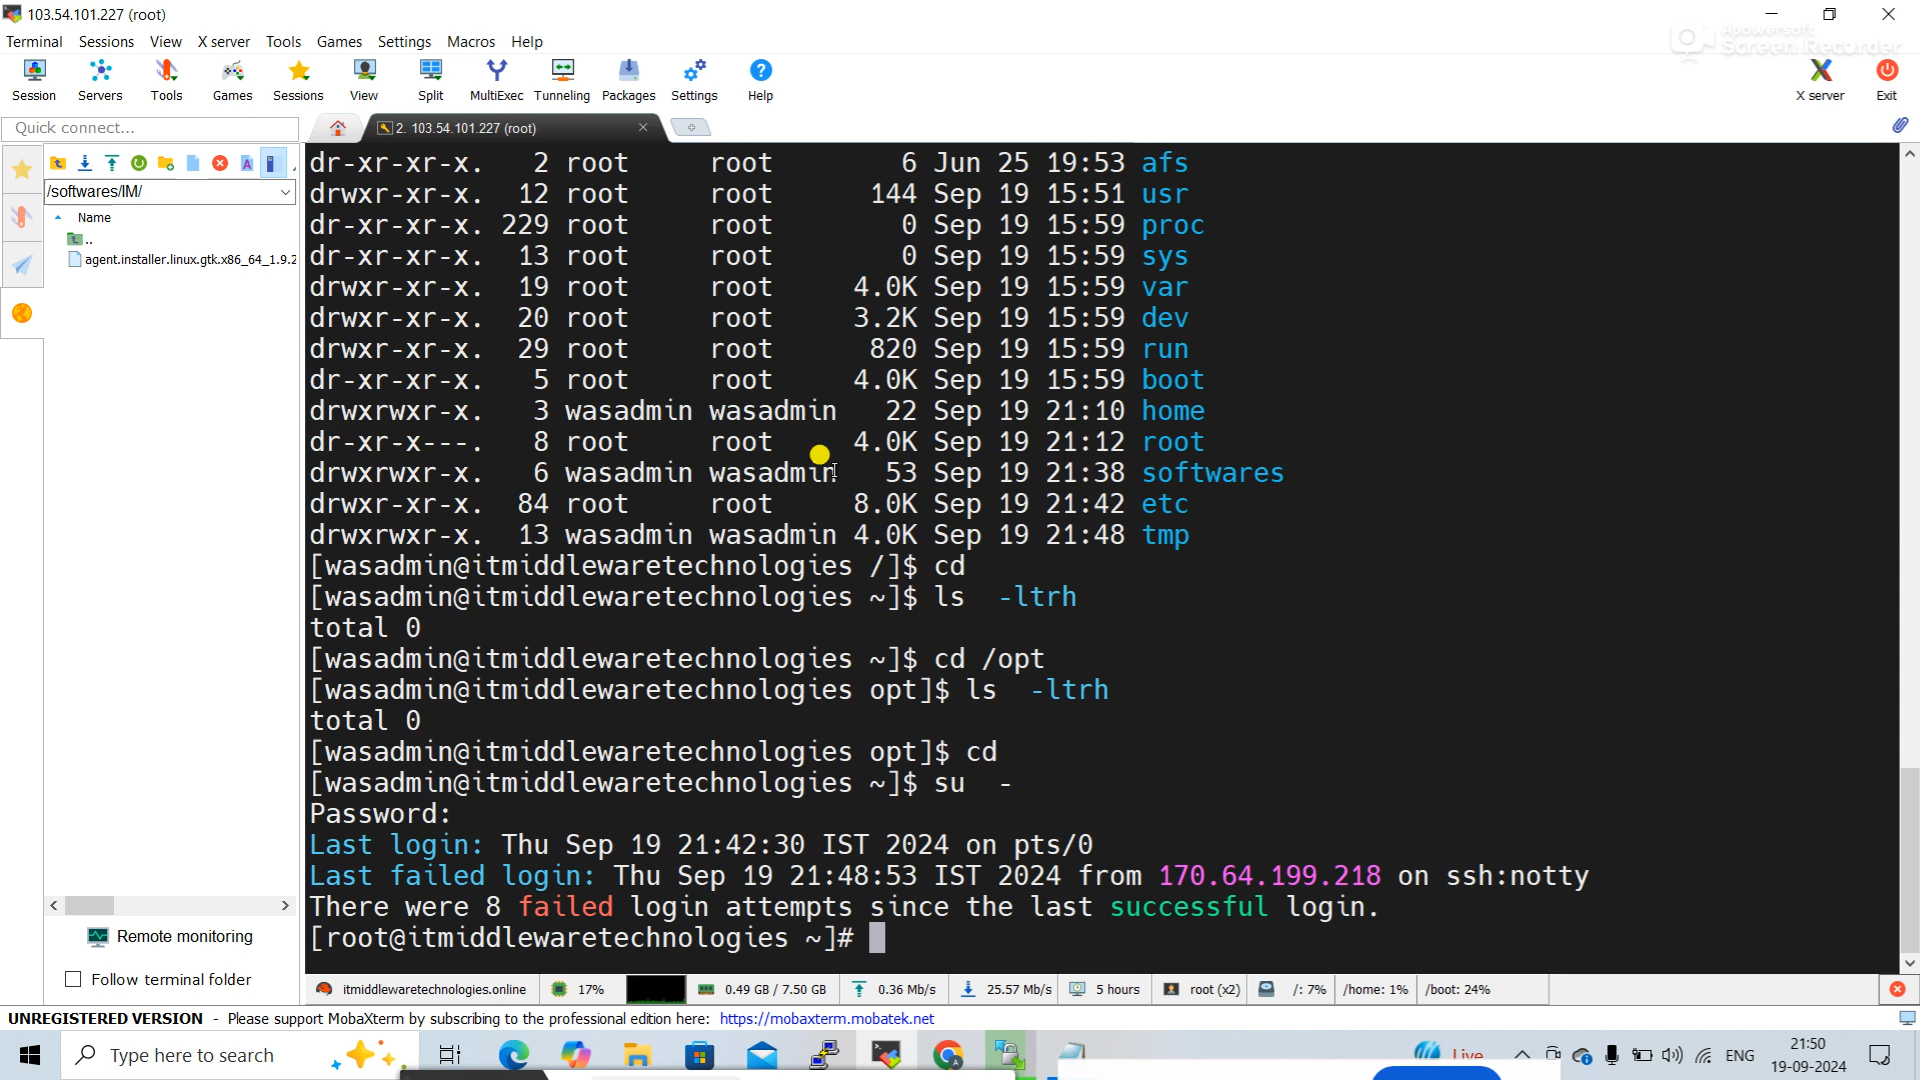 103.54.101.227 (root)
Terminal Sessions View X server Tools Games Settings Macros Help
Apowersoft
Screen Recorder
Session Servers Tools Games Sessions View Split MultiExec Tunneling Packages Settings Help X server Exit
Quick connect...
2. 103.54.101.227 (root)
/softwares/IM/
Name
..
agent.installer.linux.gtk.x86_64_1.9.2
dr-xr-xr-x. 2 root root 6 Jun 25 19:53 afs
drwxr-xr-x. 12 root root 144 Sep 19 15:51 usr
dr-xr-xr-x. 229 root root 0 Sep 19 15:59 proc
dr-xr-xr-x. 13 root root 0 Sep 19 15:59 sys
drwxr-xr-x. 19 root root 4.0K Sep 19 15:59 var
drwxr-xr-x. 20 root root 3.2K Sep 19 15:59 dev
drwxr-xr-x. 29 root root 820 Sep 19 15:59 run
dr-xr-xr-x. 5 root root 4.0K Sep 19 15:59 boot
drwxrwxr-x. 3 wasadmin wasadmin 22 Sep 19 21:10 home
dr-xr-x---. 8 root root 4.0K Sep 19 21:12 root
drwxrwxrwx. 6 wasadmin wasadmin 53 Sep 19 21:38 softwares
drwxr-xr-x. 84 root root 8.0K Sep 19 21:42 etc
drwxrwxr-x. 13 wasadmin wasadmin 4.0K Sep 19 21:48 tmp
[wasadmin@itmiddlewaretechnologies /]$ cd
[wasadmin@itmiddlewaretechnologies ~]$ ls -ltrh
total 0
[wasadmin@itmiddlewaretechnologies ~]$ cd /opt
[wasadmin@itmiddlewaretechnologies opt]$ ls -ltrh
total 0
[wasadmin@itmiddlewaretechnologies opt]$ cd
[wasadmin@itmiddlewaretechnologies ~]$ su -
Password:
Last login: Thu Sep 19 21:42:30 IST 2024 on pts/0
Last failed login: Thu Sep 19 21:48:53 IST 2024 from 170.64.199.218 on ssh:notty
There were 8 failed login attempts since the last successful login.
[root@itmiddlewaretechnologies ~]#
Remote monitoring
Follow terminal folder
itmiddlewaretechnologies.online 17% 0.49 GB / 7.50 GB 0.36 Mb/s 25.57 Mb/s 5 hours root (x2) /: 7% /home: 1% /boot: 24%
UNREGISTERED VERSION - Please support MobaXterm by subscribing to the professional edition here: https://mobaxterm.mobatek.net
Type here to search
Live
ENG
21:50
19-09-2024